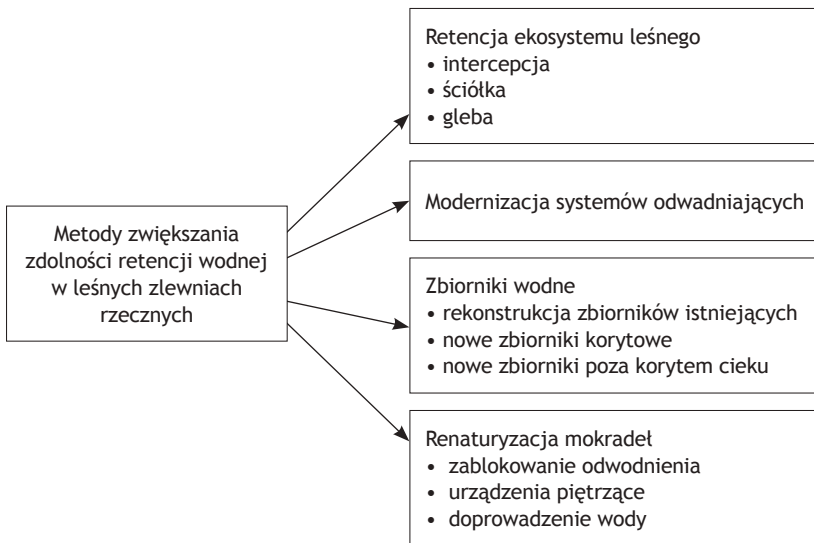 Metody zwiększania
zdolności retencji wodnej
w leśnych zlewniach
rzecznych
Retencja ekosystemu leśnego
• intercepcja
• ściółka
• gleba
Modernizacja systemów odwadniających
Zbiorniki wodne
• rekonstrukcja zbiorników istniejących
• nowe zbiorniki korytowe
• nowe zbiorniki poza korytem cieku
Renaturyzacja mokradeł
• zablokowanie odwodnienia
• urządzenia piętrzące
• doprowadzenie wody